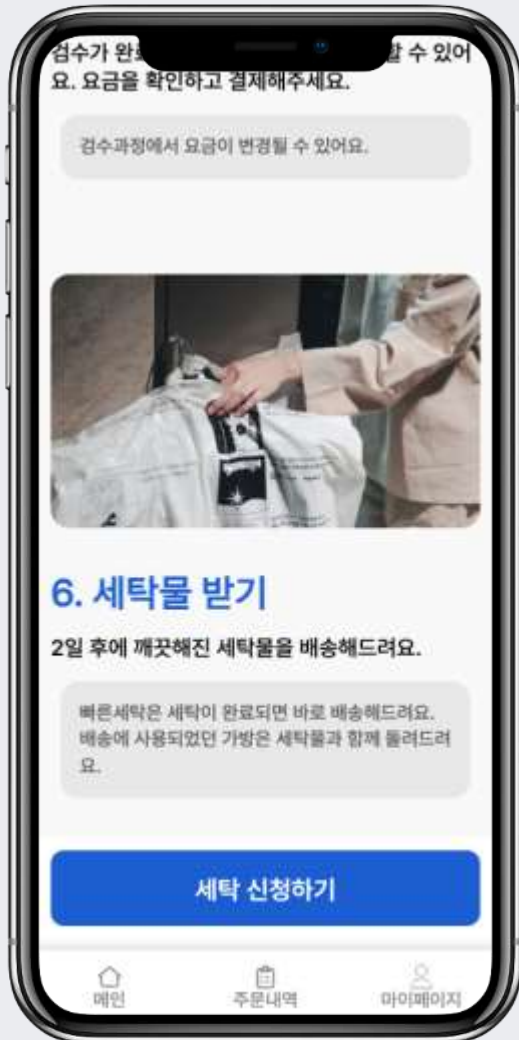 검수가 완료 할 수 있어
요. 요금을 확인하고 결제해주세요.
검수과정에서 요금이 변경될 수 있어요.
6. 세탁물 받기
2일 후에 깨끗해진 세탁물을 배송해드려요.
빠른세탁은 세탁이 완료되면 바로 배송해드려요.
배송에 사용되었던 가방은 세탁물과 함께 돌려드려
요.
세탁 신청하기
메인 주문내역 마이페이지